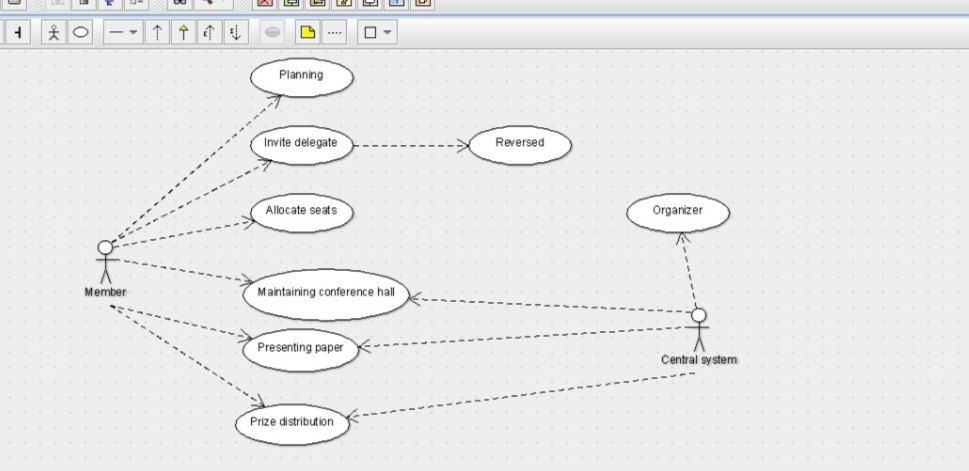 Planning
Invite delegate
Reversed
Allocate seats
Organizer
Member
Maintaining conference hall
Presenting paper
Central system
Prize distribution